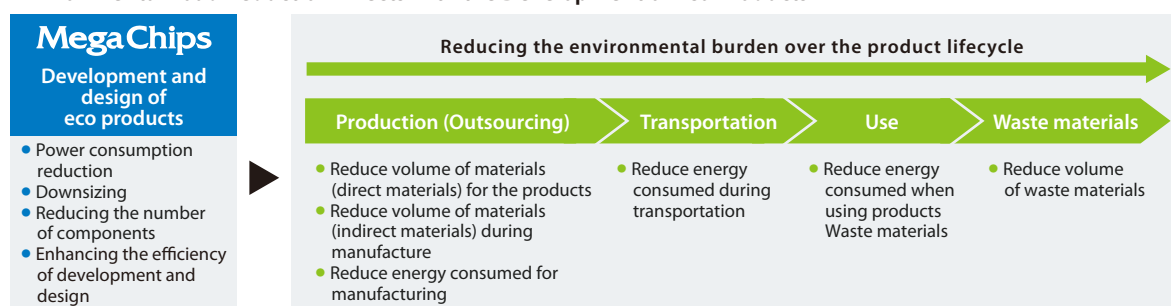 MegaChips
Development and
design of
eco products
Power consumption
reduction
Downsizing
Reducing the number
of components
Enhancing the efficiency
of development and
design
Reducing the environmental burden over the product lifecycle
Production (Outsourcing)
Reduce volume of materials
(direct materials) for the products
Reduce volume of materials
(indirect materials) during
manufacture
Reduce energy consumed for
manufacturing
Transportation
Reduce energy
consumed during
transportation
Use
Reduce energy
consumed when
using products
Waste materials
Waste materials
Reduce volume
of waste materials